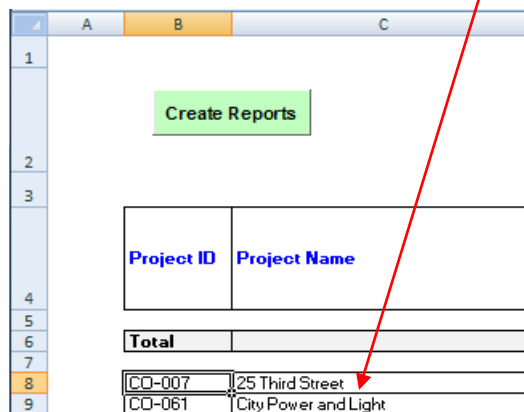 A B C
1
Create Reports
2
3
Project ID Project Name
4
5
6 Total
7
8 CO-007 25 Third Street
9 CO-061 City Power and Light